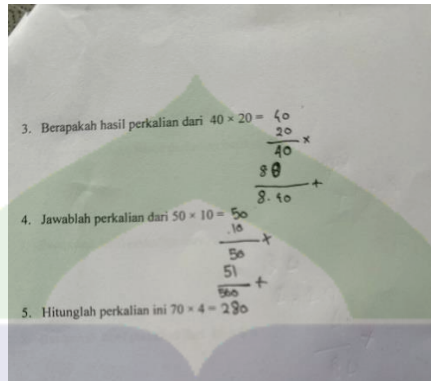 3. Berapakah hasil perkalian dari 40 × 20 = 40
20 ×
40
80 +
8.40
4. Jawablah perkalian dari 50 × 10 = 50
.10 ×
50
51 +
560
5. Hitunglah perkalian ini 70 × 4 = 280